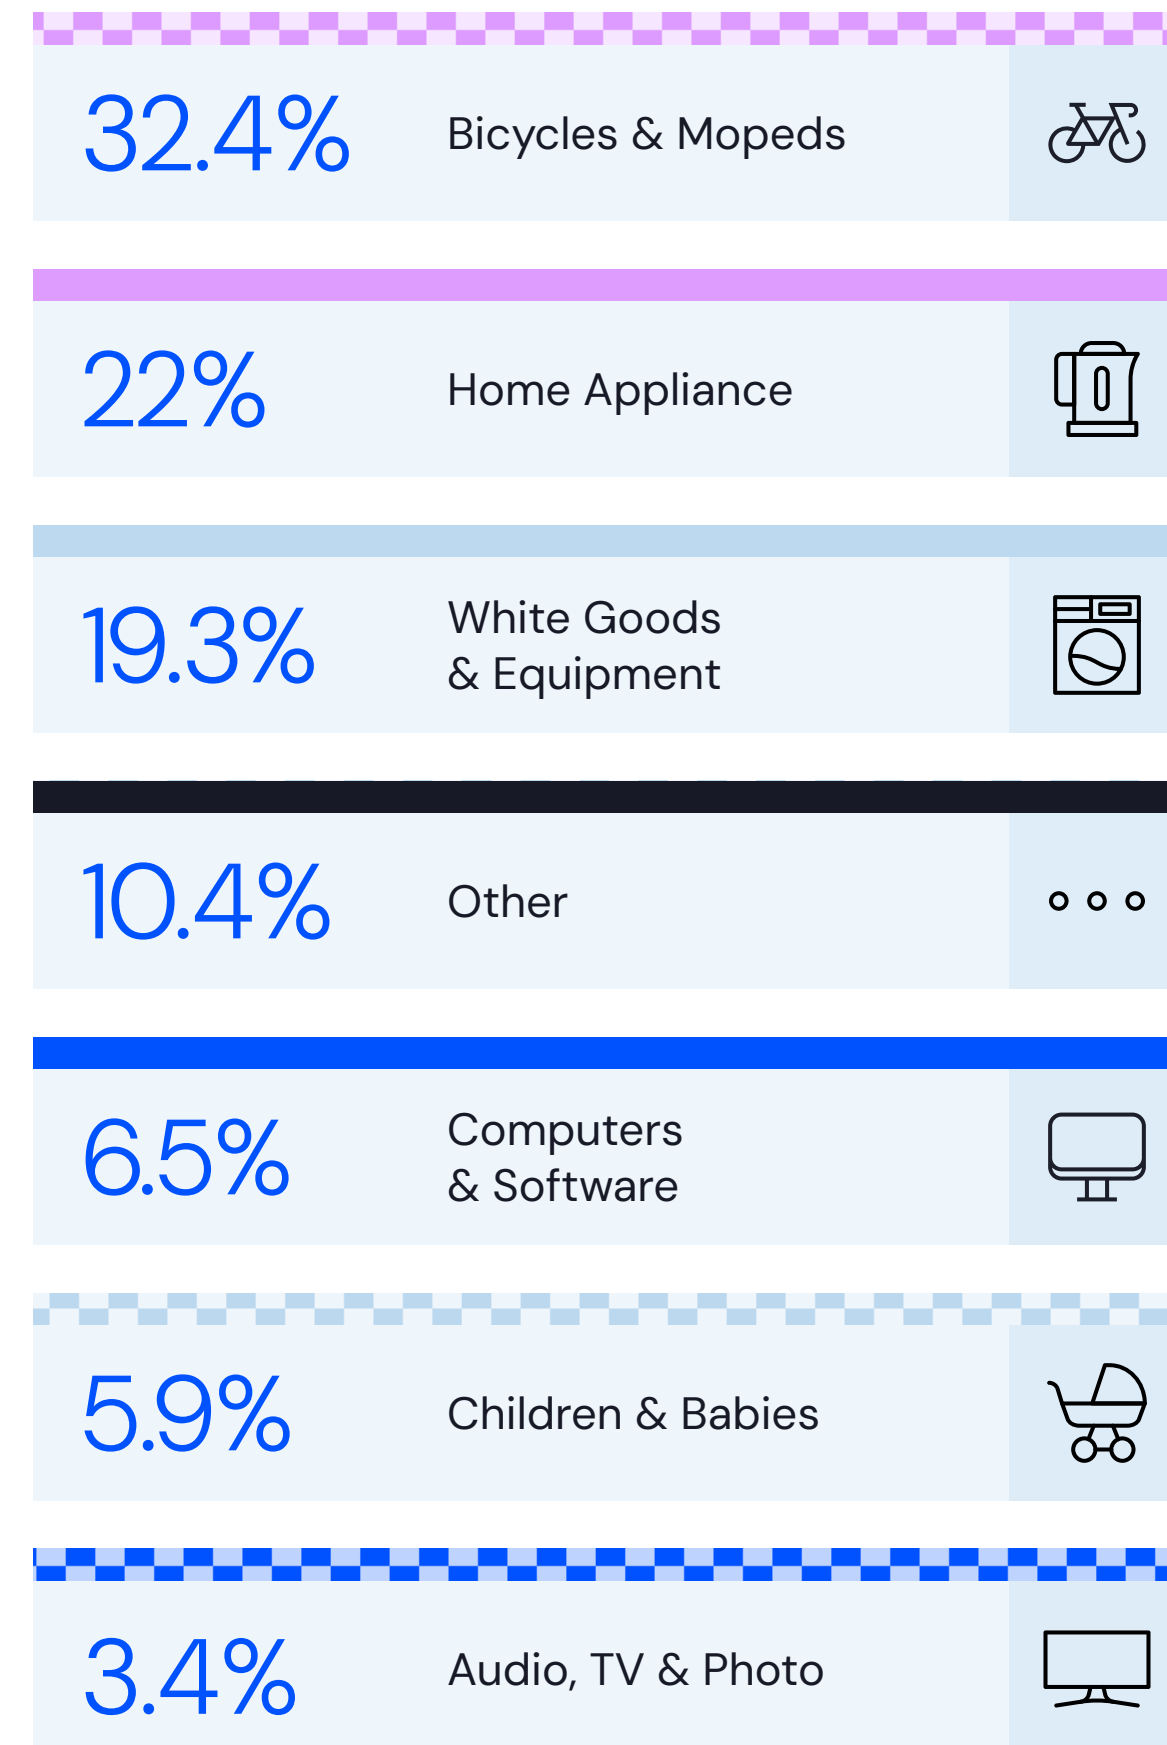 32.4% Bicycles & Mopeds
22% Home Appliance
19.3% White Goods
& Equipment
10.4% Other
6.5% Computers
& Software
5.9% Children & Babies
3.4% Audio, TV & Photo